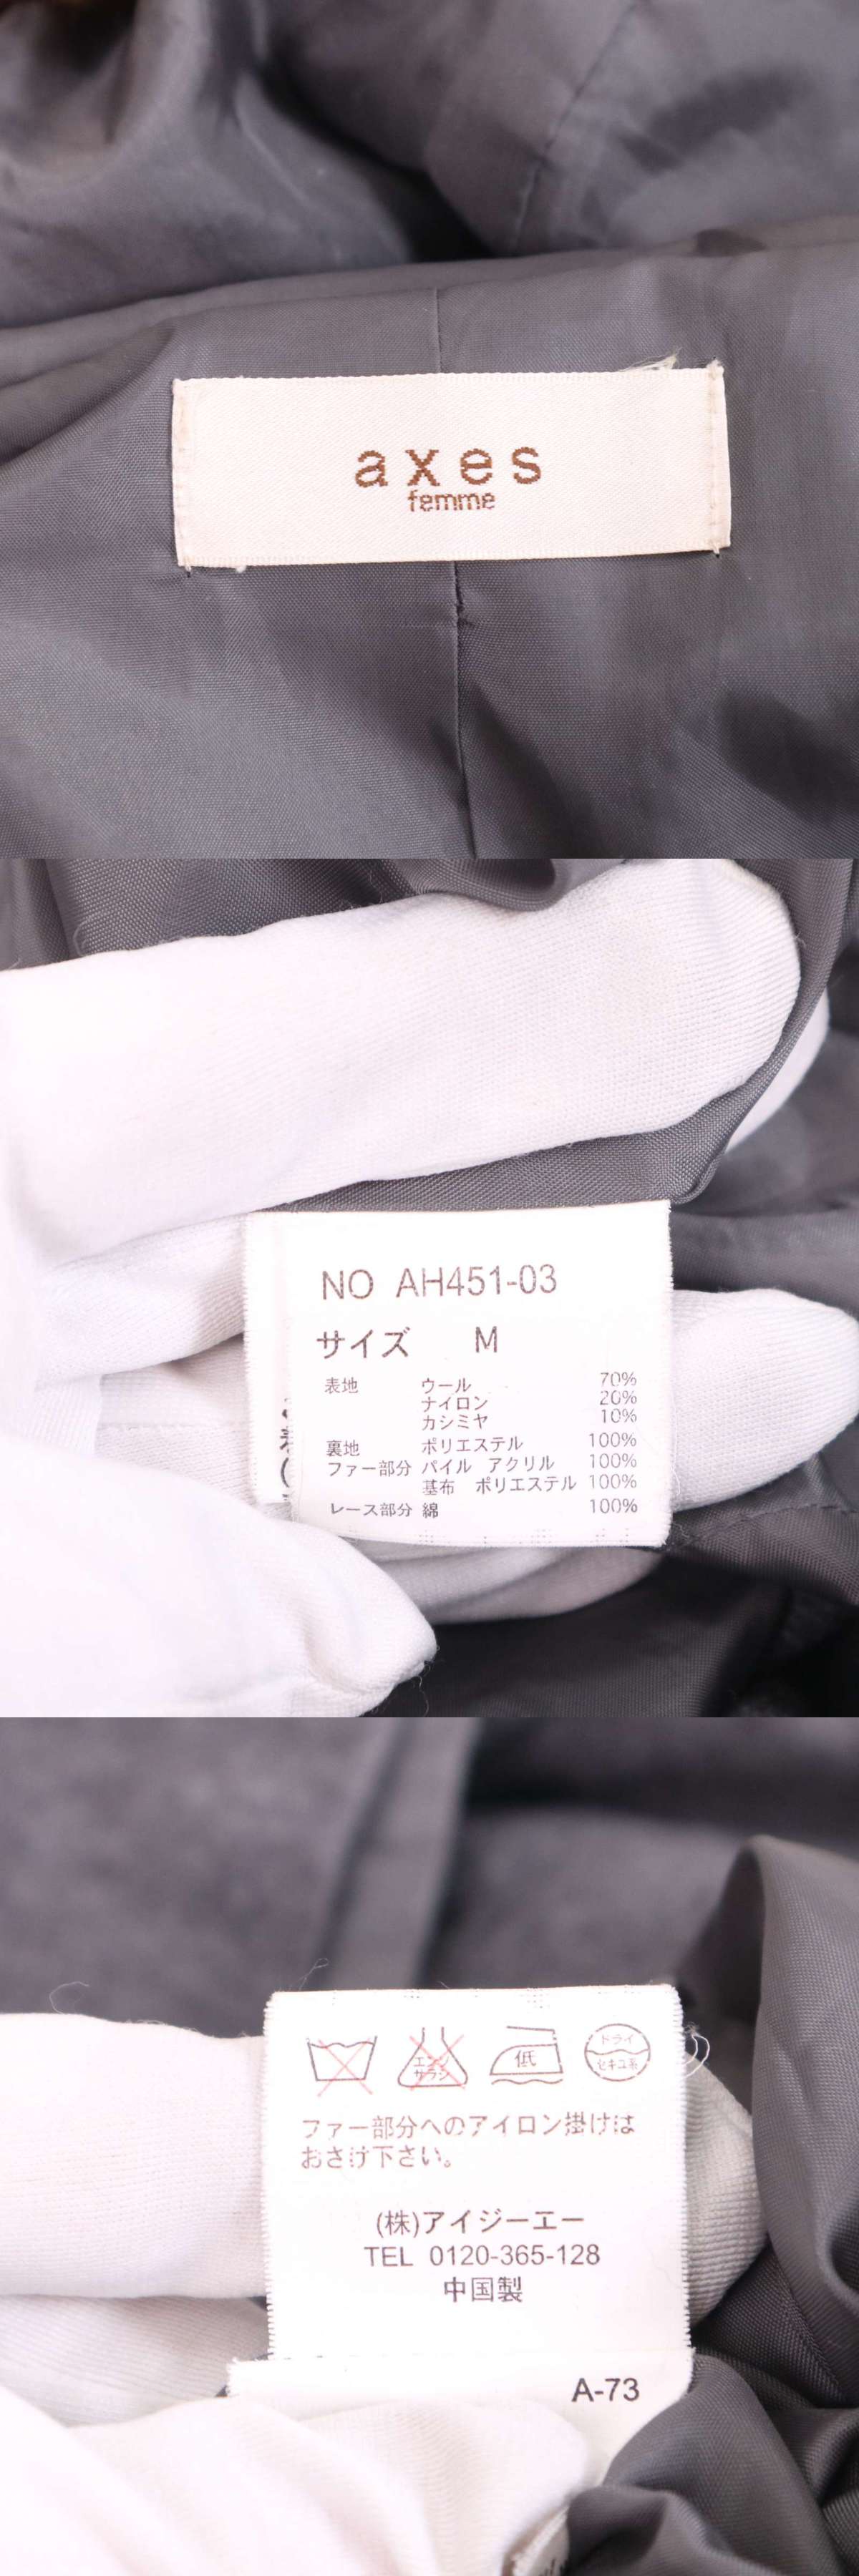 axes
femme
NO AH451-03
サイズ M
表地 ウール 70%
ナイロン 20%
カシミヤ 10%
裏地 ポリエステル 100%
ファー部分 パイル アクリル 100%
基布 ポリエステル 100%
レース部分 綿 100%
エンソ サラシ
低
ドライ
セキユ系
ファー部分へのアイロン掛けは
おさけ下さい。
(株)アイジーエー
TEL 0120-365-128
中国製
A-73